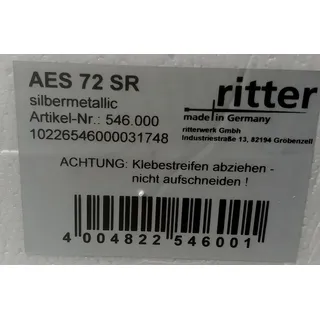 AES 72 SR
silbermetallic
Artikel-Nr.: 546.000
10226546000031748
ritter
made in Germany
ritterwerk GmbH
Industriestraße 13, 82194 Gröbenzell
ACHTUNG: Klebestreifen abziehen -
nicht aufschneiden !
4 004822 546001